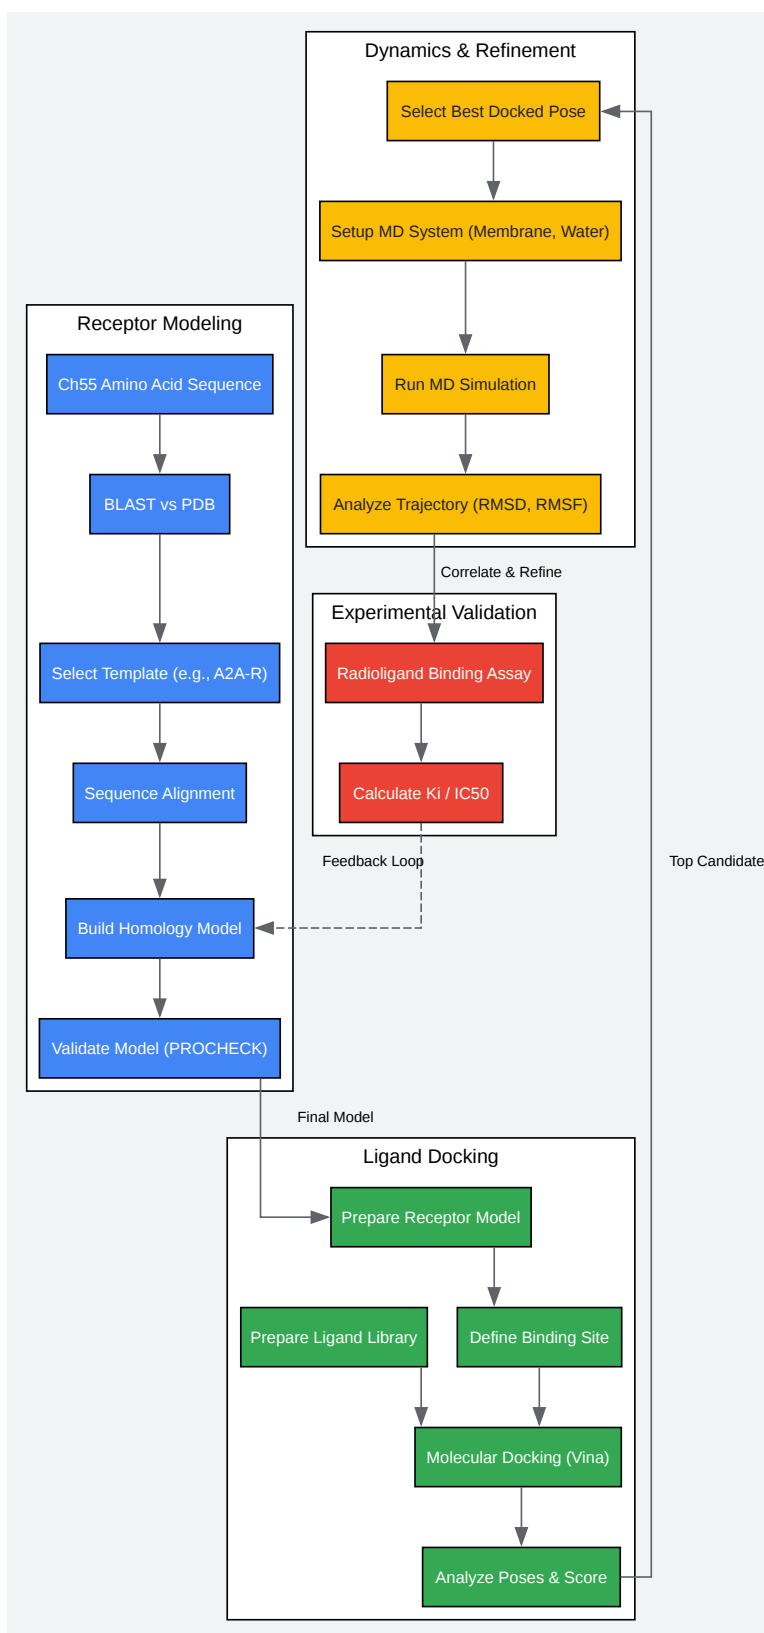 Dynamics & Refinement
Select Best Docked Pose
Setup MD System (Membrane, Water)
Run MD Simulation
Analyze Trajectory (RMSD, RMSF)
Receptor Modeling
Ch55 Amino Acid Sequence
BLAST vs PDB
Select Template (e.g., A2A-R)
Sequence Alignment
Build Homology Model
Validate Model (PROCHECK)
Correlate & Refine
Experimental Validation
Radioligand Binding Assay
Calculate Ki / IC50
Feedback Loop
Top Candidate
Final Model
Ligand Docking
Prepare Receptor Model
Prepare Ligand Library
Define Binding Site
Molecular Docking (Vina)
Analyze Poses & Score